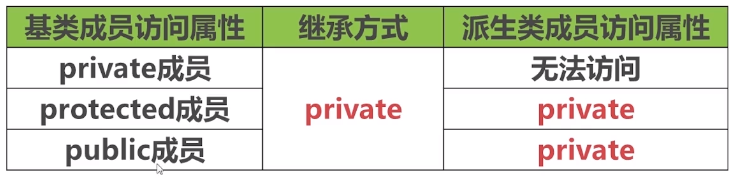 基类成员访问属性 继承方式 派生类成员访问属性
private成员 无法访问
protected成员 private private
public成员 private